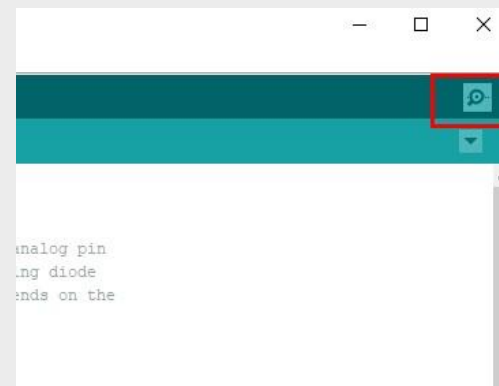 analog pin
ng diode
ends on the